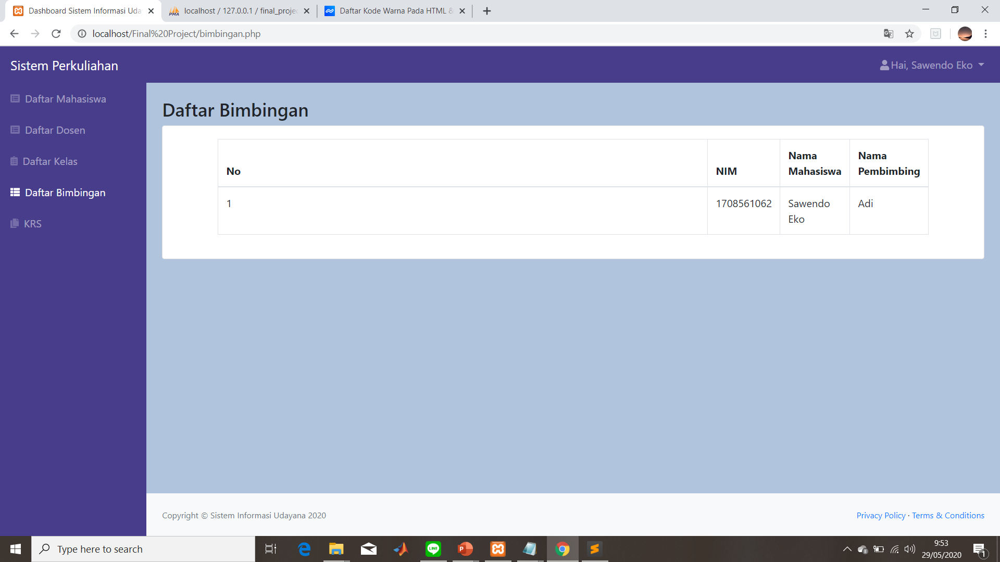 Dashboard Sistem Informasi Uda
localhost / 127.0.0.1 / final_projec
Daftar Kode Warna Pada HTML &
localhost/Final%20Project/bimbingan.php
Sistem Perkuliahan
Hai, Sawendo Eko
Daftar Mahasiswa
Daftar Dosen
Daftar Kelas
Daftar Bimbingan
KRS
Daftar Bimbingan
No
NIM
Nama
Mahasiswa
Nama
Pembimbing
1
1708561062
Sawendo
Eko
Adi
Copyright © Sistem Informasi Udayana 2020
Privacy Policy · Terms & Conditions
Type here to search
9:53
29/05/2020
1